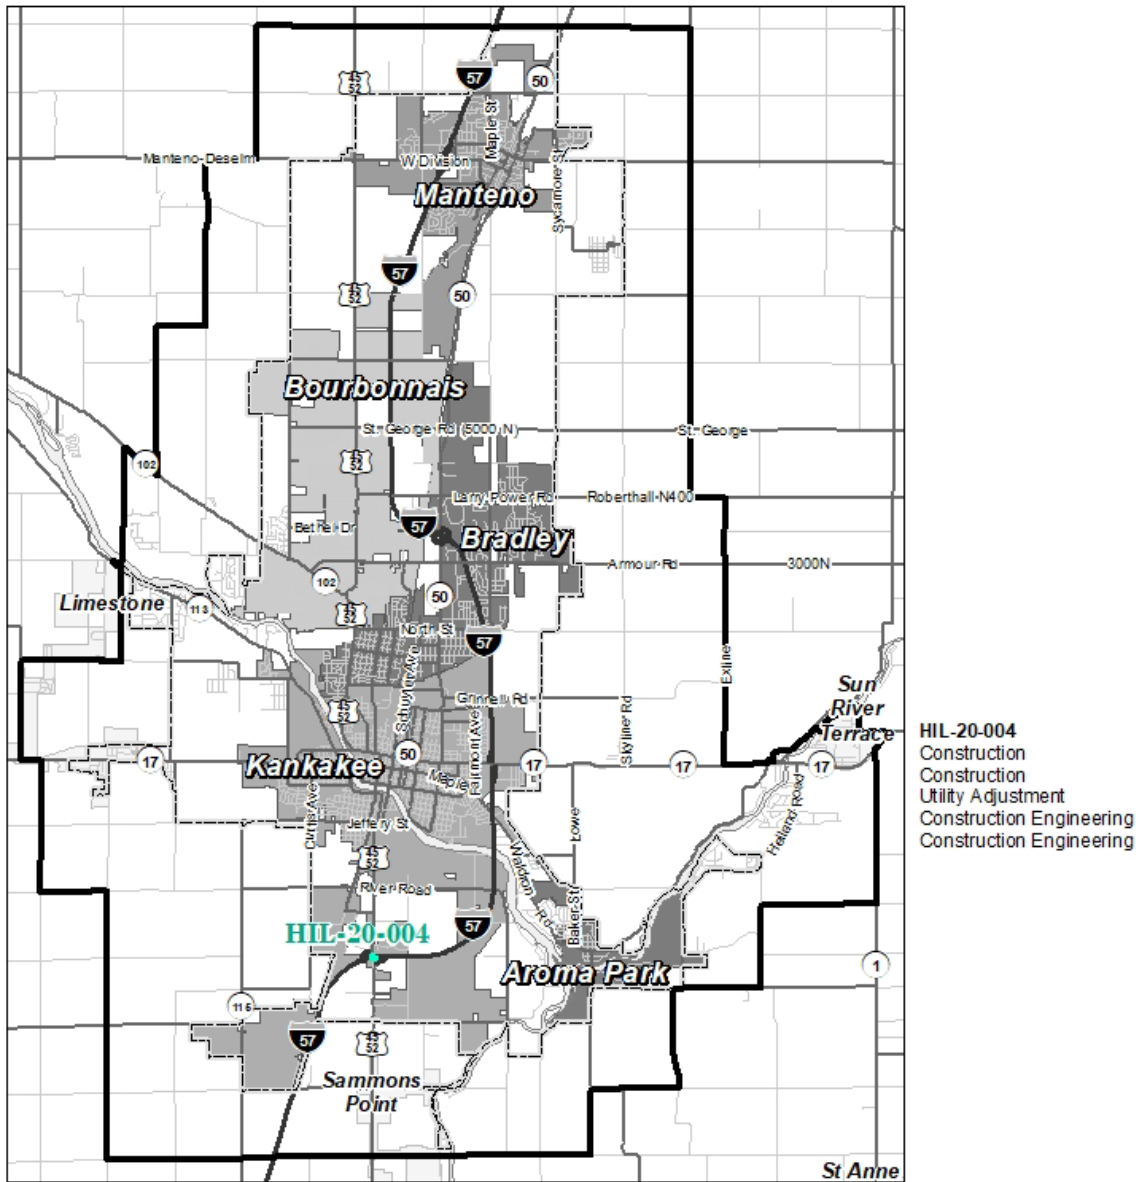 57
50
45
52
Maple St
Manteno-Deselm
W Division
Manteno
Sycamore St
57
45
52
50
Bourbonnais
St. George Rd (5000 N)
St. George
102
45
52
Larry Power Rd
Roberthall-N400
Bethel Dr
57
Bradley
Armour Rd
3000N
102
50
Limestone
113
45
52
North St
57
Schuyler Ave
Exline
Grinnell Rd
Sun
River
Terrace
45
52
Fairmont Ave
Skyline Rd
HIL-20-004
Construction
Construction
Utility Adjustment
Construction Engineering
Construction Engineering
17
Kankakee
50
Maple
17
17
17
Curtis Ave
Jeffery St
Lowe
Heiland Road
45
52
Waldron Rd
River Road
Baker St
HIL-20-004
57
Aroma Park
1
115
57
45
52
Sammons
Point
St Anne